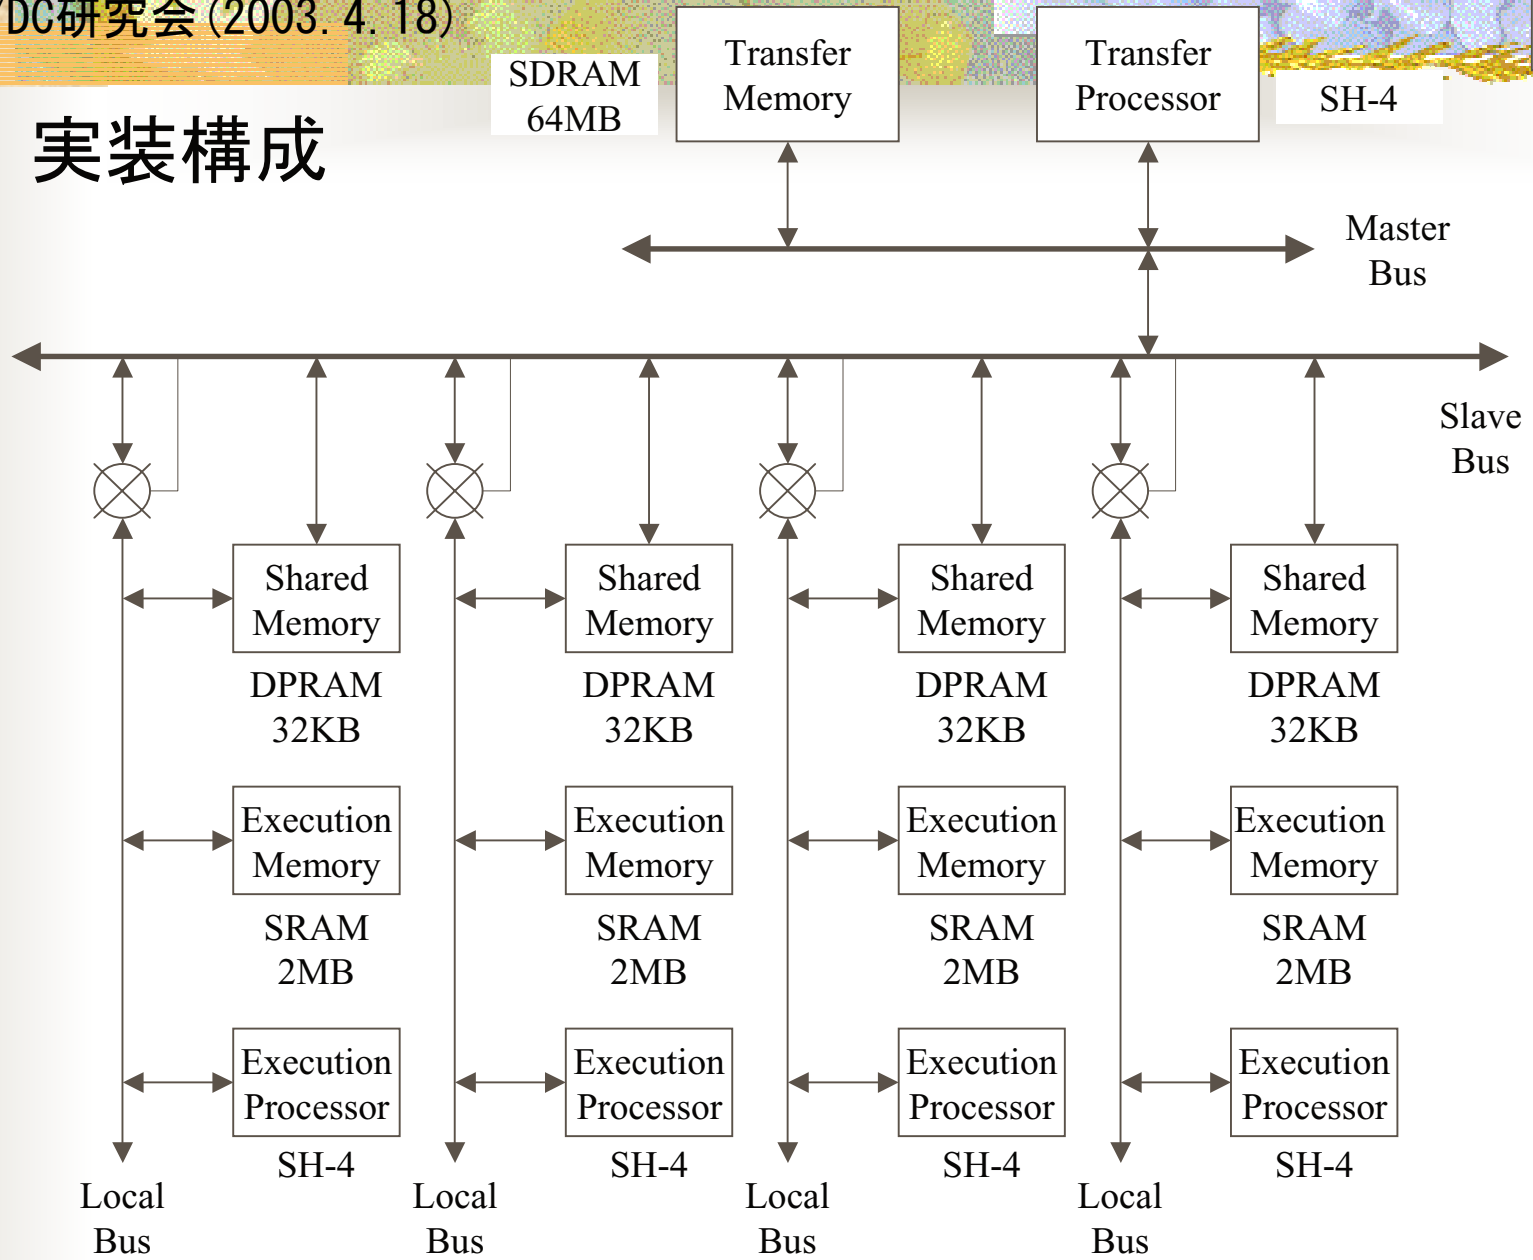 /DC研究会(2003.4.18)
実装構成
SDRAM
64MB
Transfer
Memory
Transfer
Processor
SH-4
Master
Bus
Slave
Bus
Shared
Memory
DPRAM
32KB
Execution
Memory
SRAM
2MB
Execution
Processor
SH-4
Local
Bus
Shared
Memory
DPRAM
32KB
Execution
Memory
SRAM
2MB
Execution
Processor
SH-4
Local
Bus
Shared
Memory
DPRAM
32KB
Execution
Memory
SRAM
2MB
Execution
Processor
SH-4
Local
Bus
Shared
Memory
DPRAM
32KB
Execution
Memory
SRAM
2MB
Execution
Processor
SH-4
Local
Bus